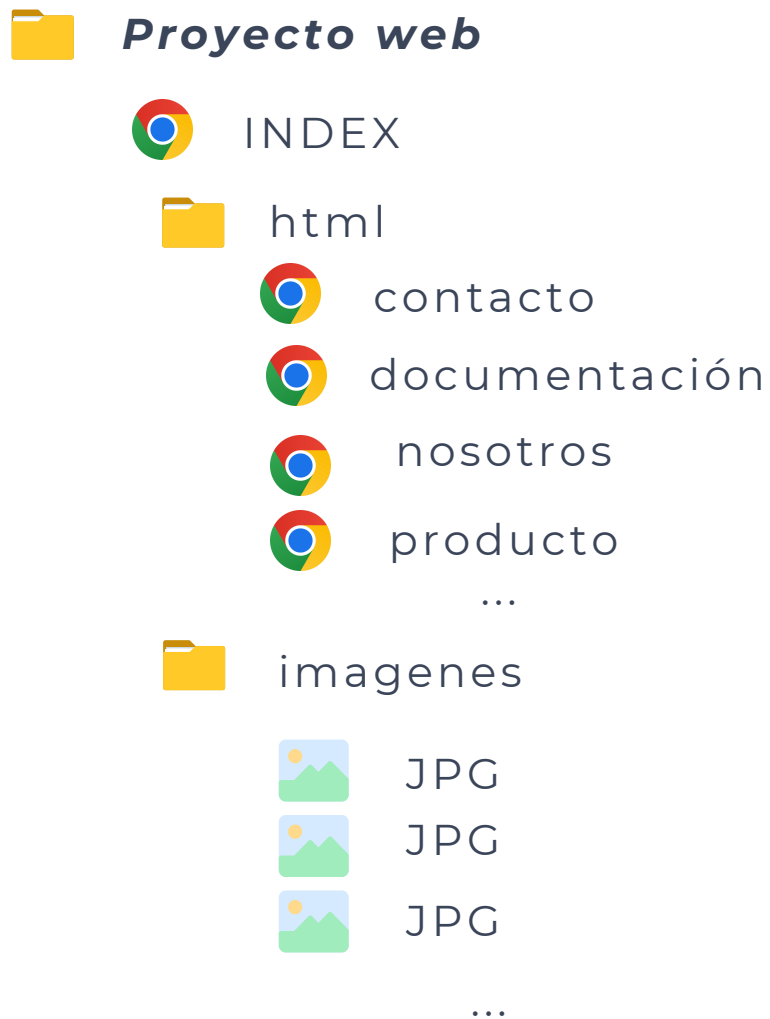 Proyecto web
INDEX
html
contacto
documentación
nosotros
producto
...
imagenes
JPG
JPG
JPG
...